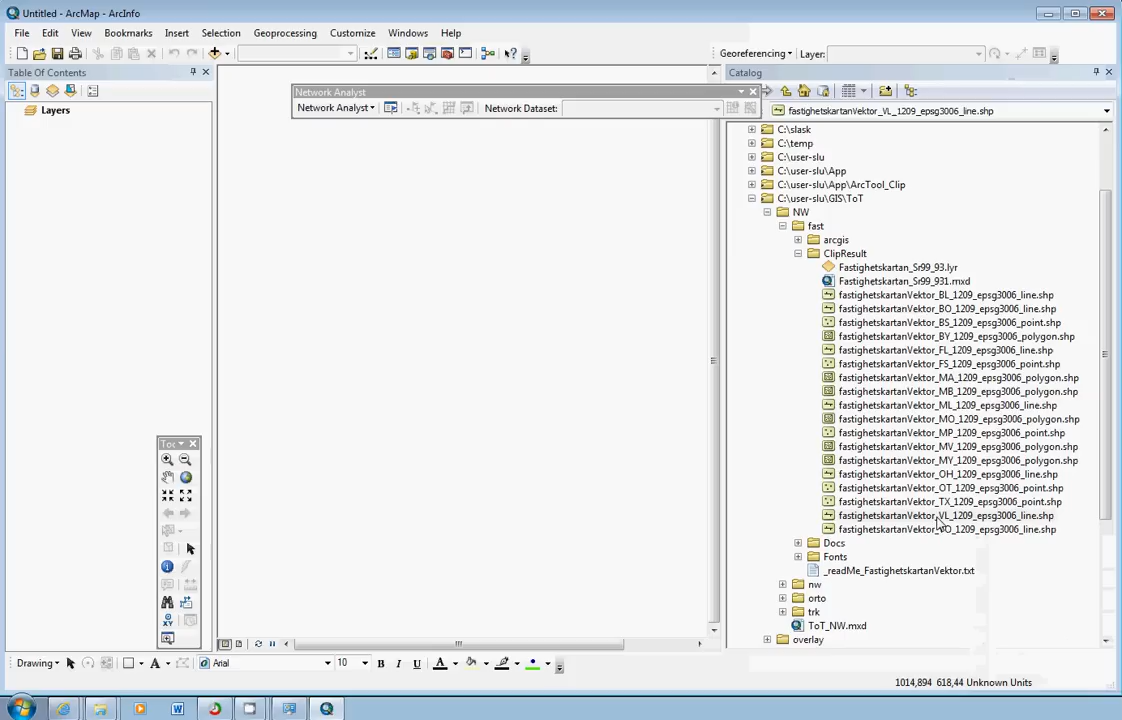 Untitled - ArcMap - ArcInfo
File Edit View Bookmarks Insert Selection Geoprocessing Customize Windows Help
Georeferencing Layer:
Table Of Contents
Catalog
Layers
Network Analyst
Network Analyst Network Dataset:
fastighetskartanVektor_VL_1209_epsg3006_line.shp
C:\slask
C:\temp
C:\user-slu
C:\user-slu\App
C:\user-slu\App\ArcTool_Clip
C:\user-slu\GIS\ToT
NW
fast
arcgis
ClipResult
Fastighetskartan_Sr99_93.lyr
Fastighetskartan_Sr99_931.mxd
fastighetskartanVektor_BL_1209_epsg3006_line.shp
fastighetskartanVektor_BO_1209_epsg3006_line.shp
fastighetskartanVektor_BS_1209_epsg3006_point.shp
fastighetskartanVektor_BY_1209_epsg3006_polygon.shp
fastighetskartanVektor_FL_1209_epsg3006_line.shp
fastighetskartanVektor_FS_1209_epsg3006_point.shp
fastighetskartanVektor_MA_1209_epsg3006_polygon.shp
fastighetskartanVektor_MB_1209_epsg3006_polygon.shp
fastighetskartanVektor_ML_1209_epsg3006_line.shp
fastighetskartanVektor_MO_1209_epsg3006_polygon.shp
fastighetskartanVektor_MP_1209_epsg3006_point.shp
fastighetskartanVektor_MV_1209_epsg3006_polygon.shp
fastighetskartanVektor_MY_1209_epsg3006_polygon.shp
fastighetskartanVektor_OH_1209_epsg3006_line.shp
fastighetskartanVektor_OT_1209_epsg3006_point.shp
fastighetskartanVektor_TX_1209_epsg3006_point.shp
fastighetskartanVektor_VL_1209_epsg3006_line.shp
Docs
Fonts
_readMe_FastighetskartanVektor.txt
nw
orto
trk
ToT_NW.mxd
overlay
Drawing A Arial 10 B I U A
1014,894 618,44 Unknown Units